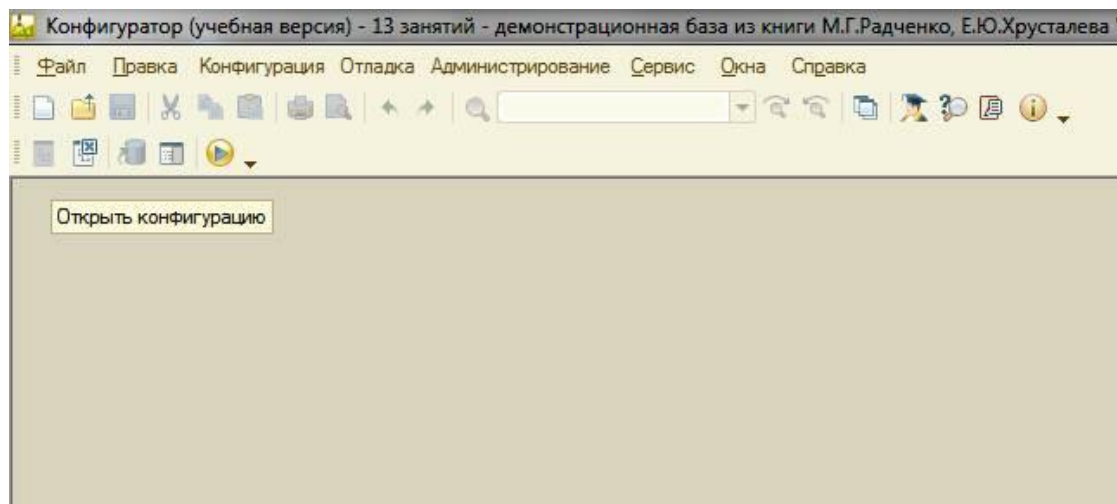 Конфигуратор (учебная версия) - 13 занятий - демонстрационная база из книги М.Г.Радченко, Е.Ю.Хрусталева
Файл Правка Конфигурация Отладка Администрирование Сервис Окна Справка
Открыть конфигурацию